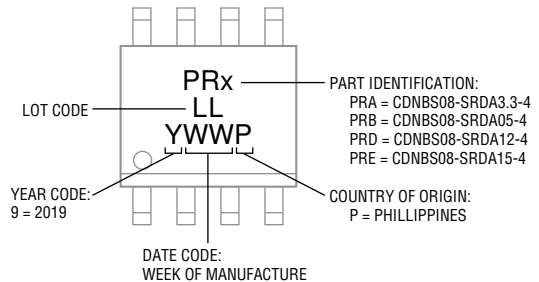 PRx
LL
YWWP
PART IDENTIFICATION:
PRA = CDNBS08-SRDA3.3-4
PRB = CDNBS08-SRDA05-4
PRD = CDNBS08-SRDA12-4
PRE = CDNBS08-SRDA15-4
LOT CODE
YEAR CODE:
9 = 2019
COUNTRY OF ORIGIN:
P = PHILLIPPINES
DATE CODE:
WEEK OF MANUFACTURE